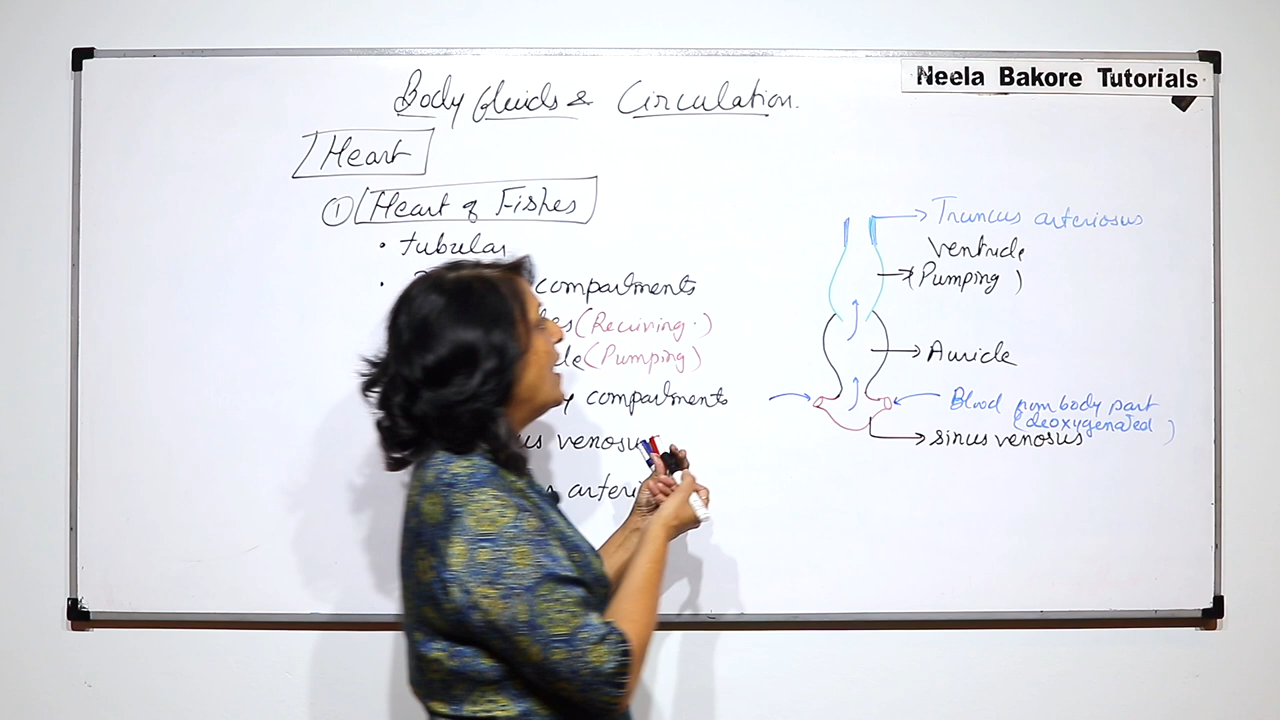 Neela Bakore Tutorials
Body fluids & Circulation.
Heart
① Heart of Fishes
• tubular
compartments
(Reciving.)
(Pumping)
compartments
venosus
Truncus arteriosus
Ventricle
(Pumping)
Auricle
Blood from body part
(deoxygenated)
sinus venosus